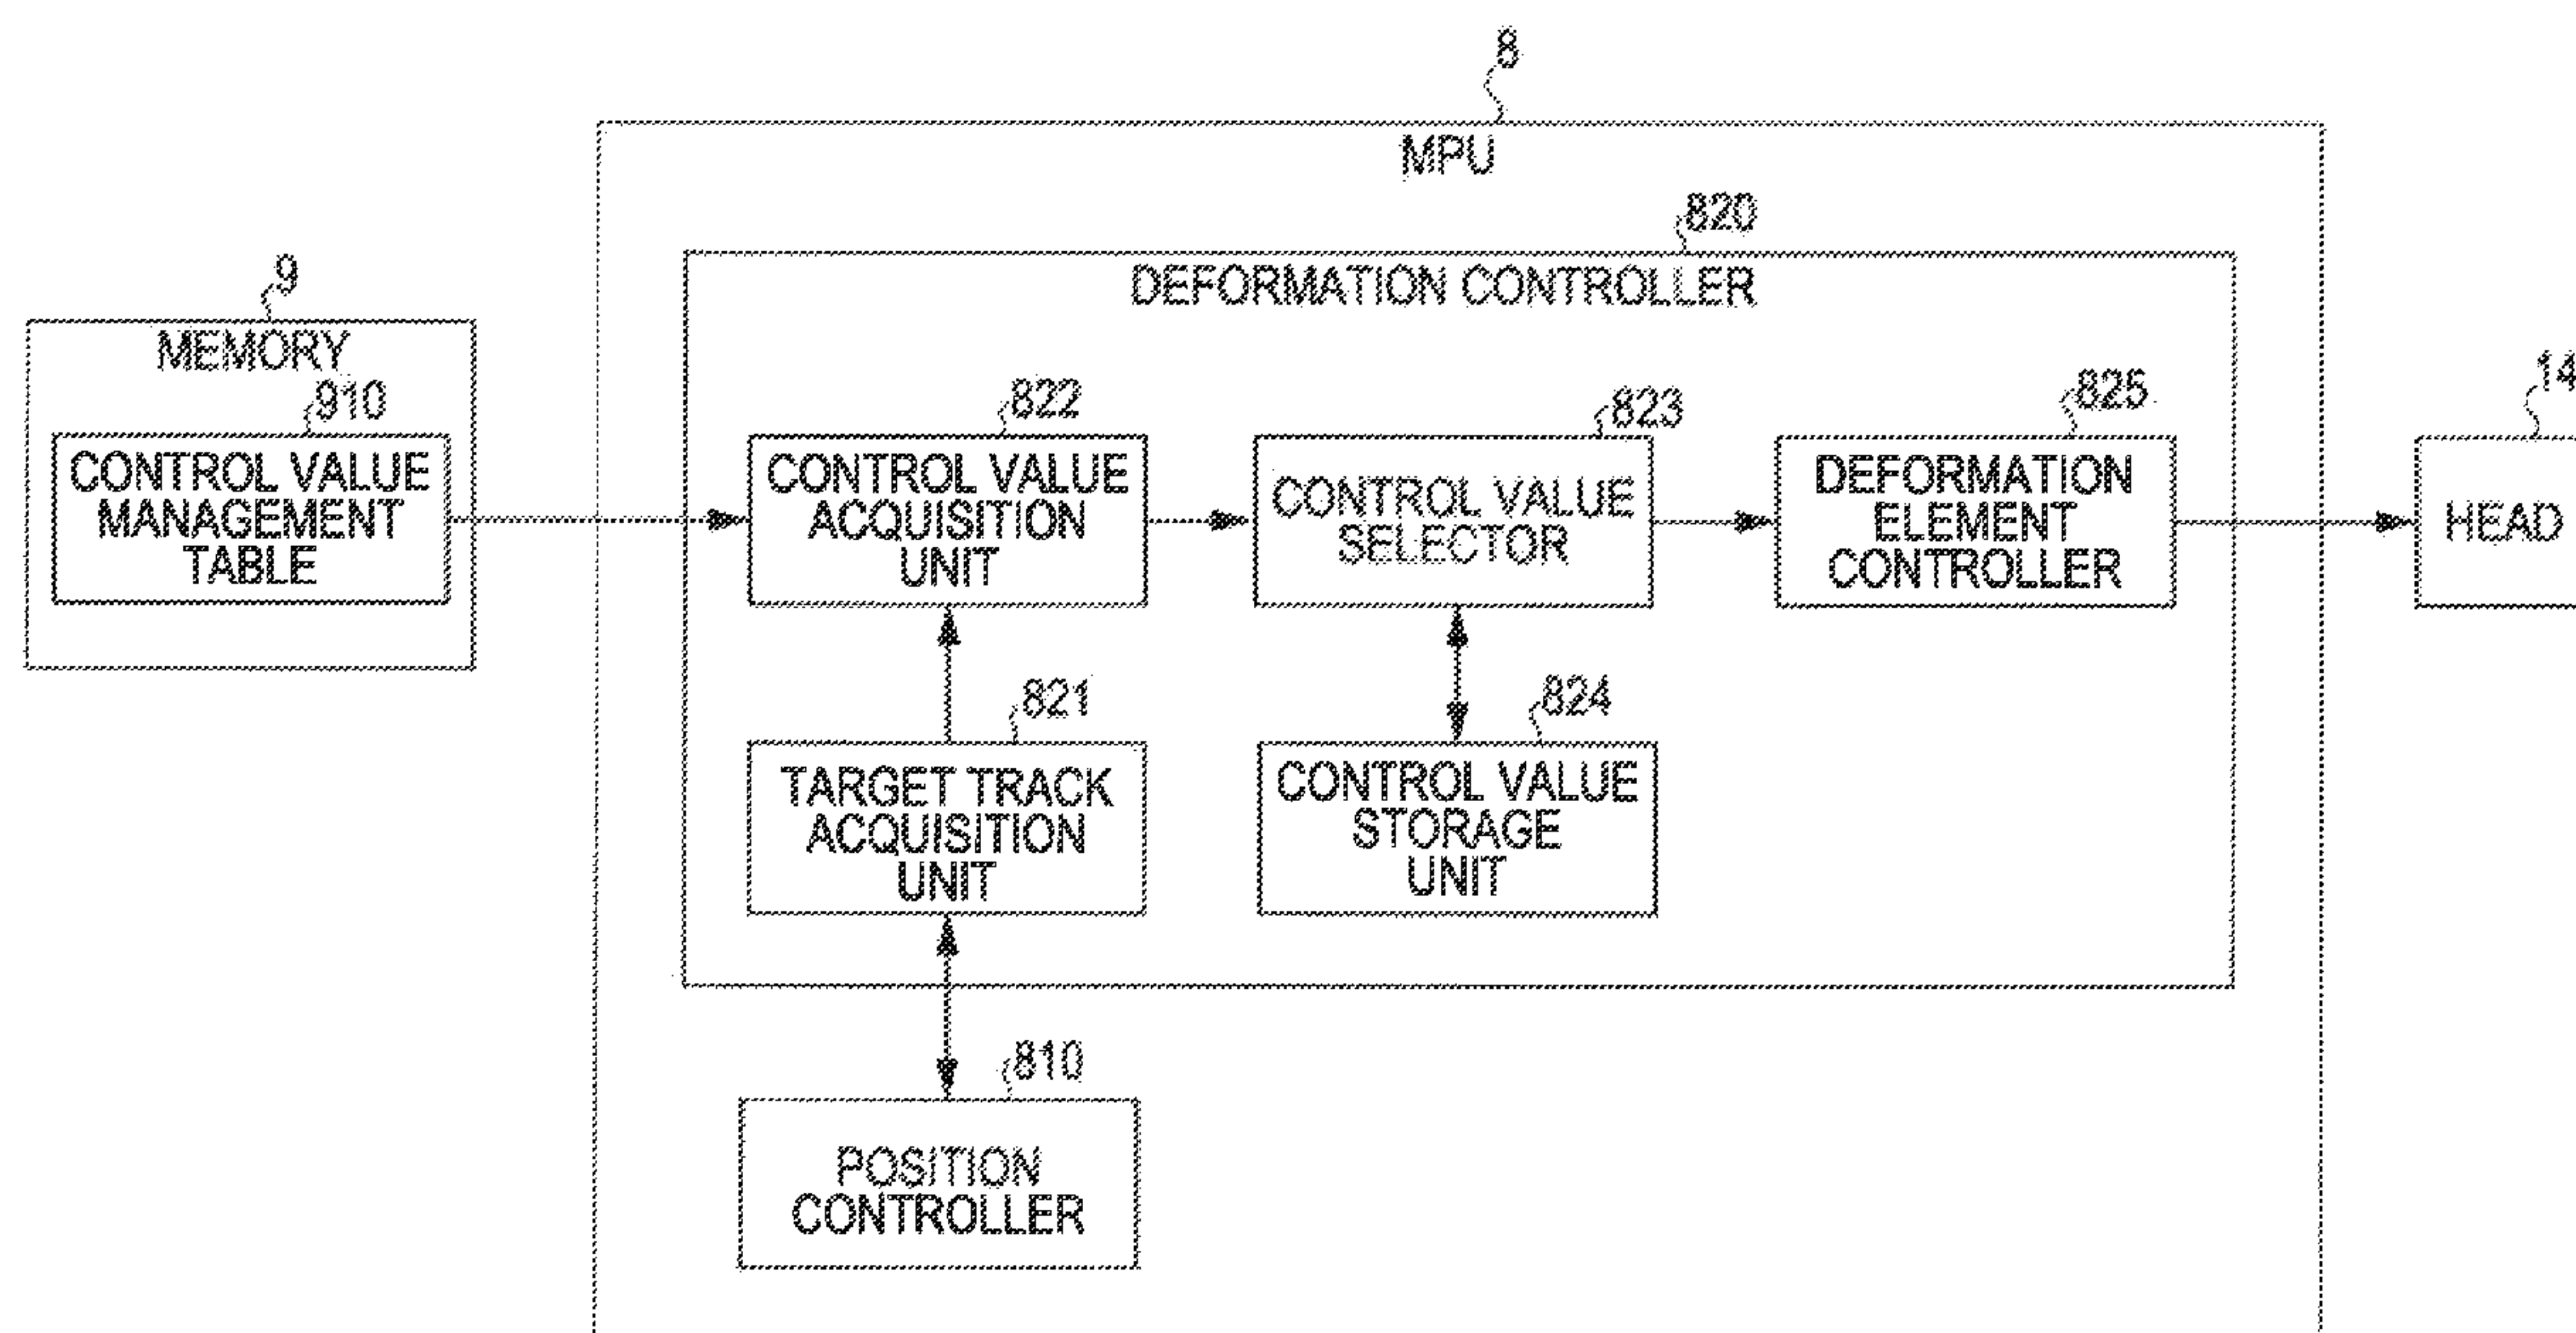 8
MPU
820
DEFORMATION CONTROLLER
9
MEMORY
910
CONTROL VALUE
MANAGEMENT
TABLE
822
CONTROL VALUE
ACQUISITION
UNIT
823
CONTROL VALUE
SELECTOR
825
DEFORMATION
ELEMENT
CONTROLLER
14
HEAD
821
TARGET TRACK
ACQUISITION
UNIT
824
CONTROL VALUE
STORAGE
UNIT
810
POSITION
CONTROLLER